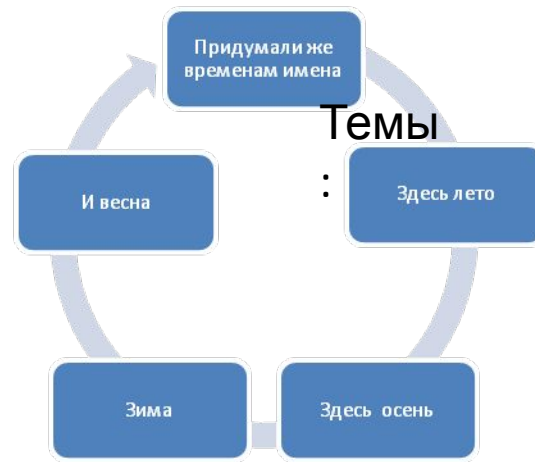 Придумали же
временам имена
Темы
:
Здесь лето
И весна
Зима
Здесь осень